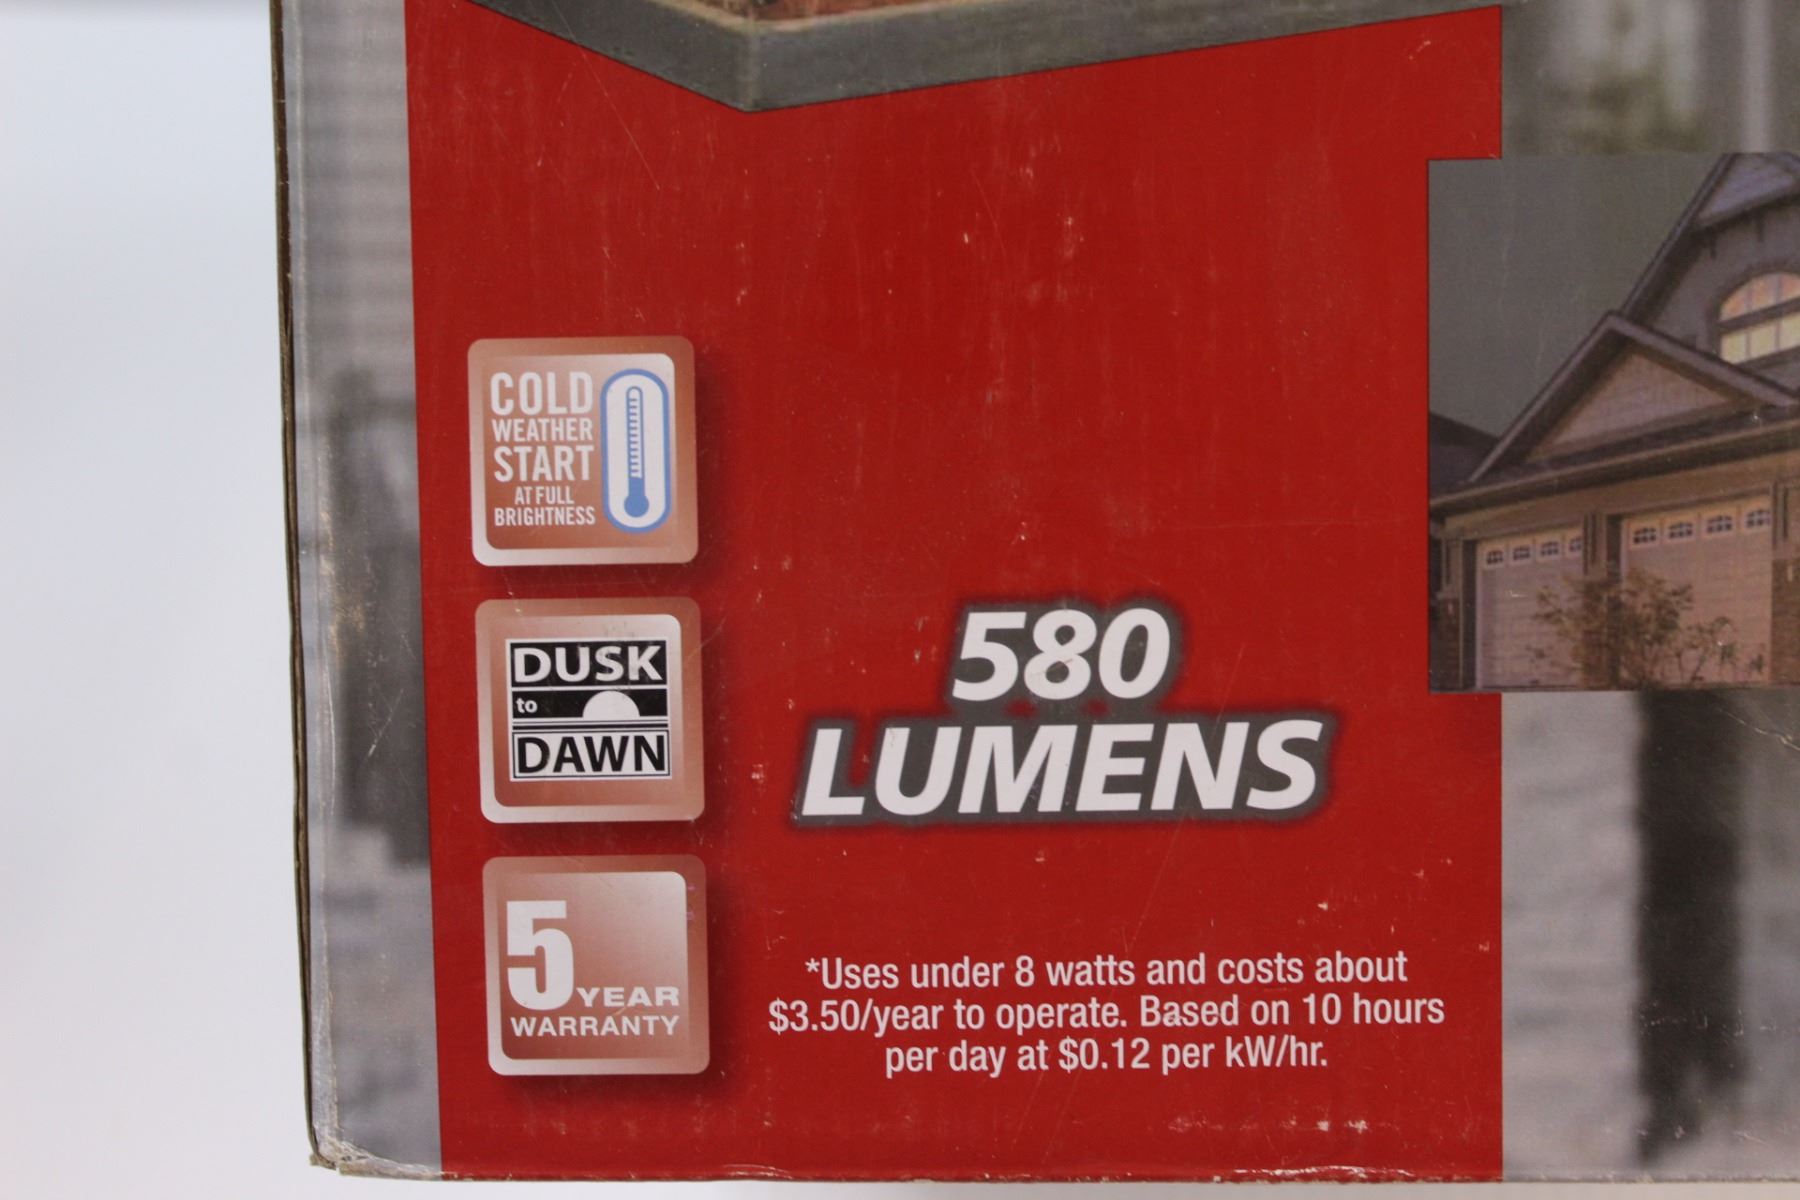 COLD
WEATHER
START
AT FULL
BRIGHTNESS
DUSK
to
DAWN
5 YEAR
WARRANTY
580
LUMENS
*Uses under 8 watts and costs about
$3.50/year to operate. Based on 10 hours
per day at $0.12 per kW/hr.